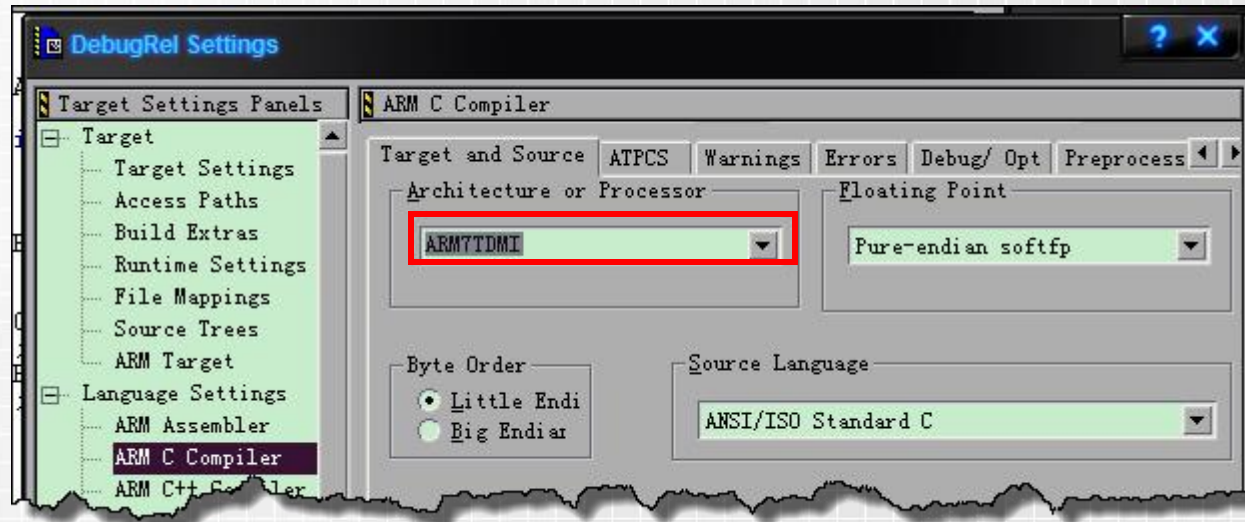 DebugRel Settings
? ×
Target Settings Panels
Target
Target Settings
Access Paths
Build Extras
Runtime Settings
File Mappings
Source Trees
ARM Target
Language Settings
ARM Assembler
ARM C Compiler
ARM C++
ARM C Compiler
Target and Source ATPCS Warnings Errors Debug/ Opt Preprocess
Architecture or Processor
ARM7TDMI
Floating Point
Pure-endian softfp
Byte Order
Little Endi
Big Endiar
Source Language
ANSI/ISO Standard C